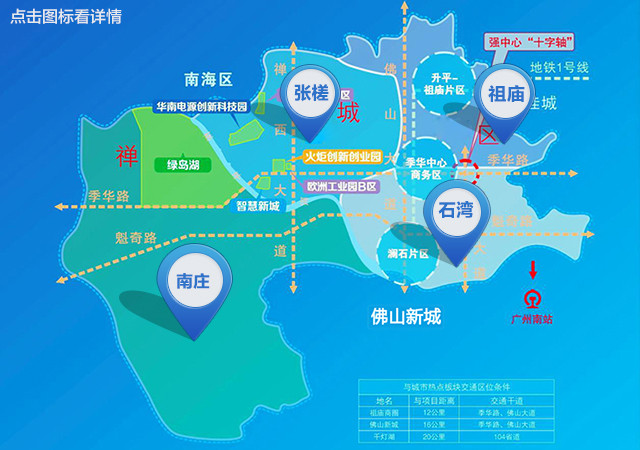 点击图标看详情
强中心“十字轴”
地铁1号线
南海区
禅
佛
升平-
祖庙片区
张槎
区
祖庙
桂城
华南电源创新科技园
城
山
西
区
禅
绿岛湖
火炬创新创业园
大
季华中心
商务区
季华路
季华路
大
欧洲工业园B区
道
智慧新城
石湾
魁奇路
魁奇路
道
澜石片区
大
道
南庄
佛山新城
广州南站
与城市热点板块交通区位条件
地名 与项目距离 交通干道
祖庙商圈 12公里 季华路、佛山大道
佛山新城 16公里 季华路、佛山大道
千灯湖 20公里 104省道